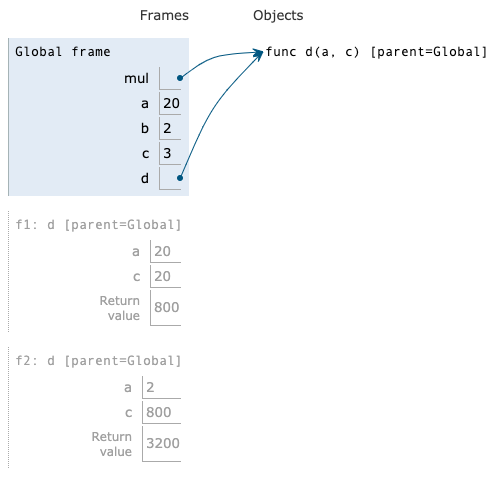 Frames Objects
Global frame func d(a, c) [parent=Global]
mul
a 20
b 2
c 3
d
f1: d [parent=Global]
a 20
c 20
Return
value 800
f2: d [parent=Global]
a 2
c 800
Return
value 3200